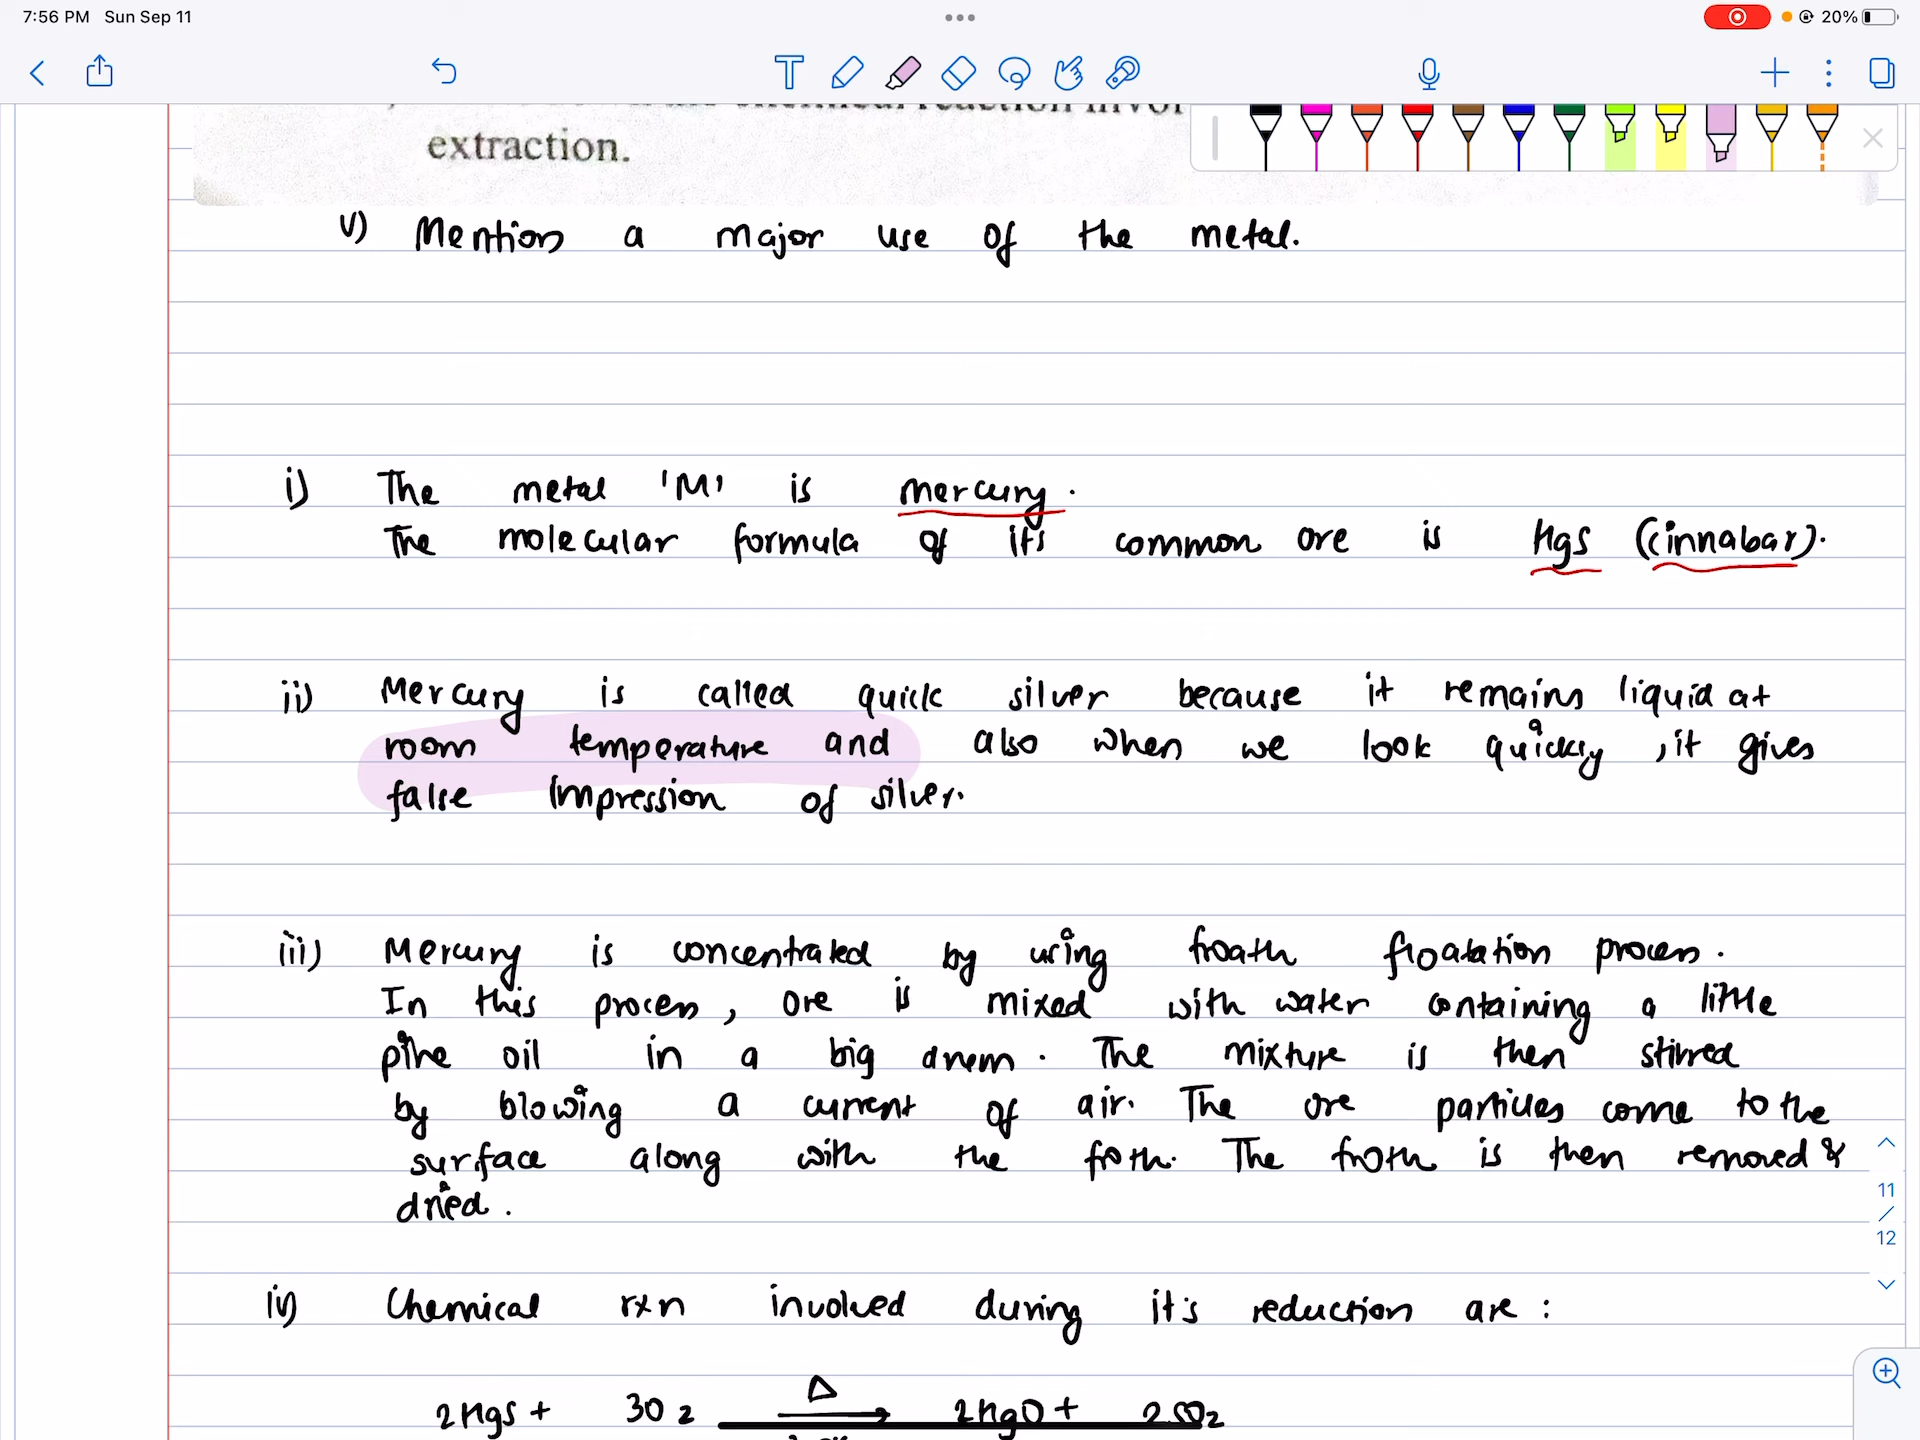 7:56 PM Sun Sep 11
20%
extraction.
v) Mention a major use of the metal.
i) The metal 'M' is mercury.
The molecular formula of it's common ore is HgS (cinnabar).
ii) Mercury is called quick silver because it remains liquid at
room temperature and also when we look quickly, it gives
false impression of silver.
iii) Mercury is concentrated by using froath floatation process.
In this process, ore is mixed with water containing a little
pine oil in a big drum. The mixture is then stirred
by blowing a current of air. The ore particles come to the
surface along with the froth. The froth is then removed &
dried.
11
/
12
iv) Chemical rxn involved during it's reduction are:
Δ
2HgS + 3O2 → 2HgO + 2SO2